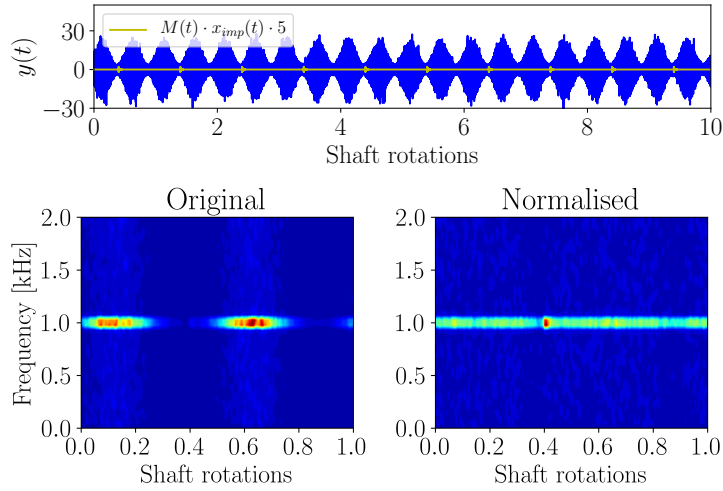 M(t) · x_imp(t) · 5
y(t)
30
0
−30
0 2 4 6 8 10
Shaft rotations
Original
Normalised
Frequency [kHz]
2.0
1.5
1.0
0.5
0.0
0.0 0.2 0.4 0.6 0.8 1.0
Shaft rotations
2.0
1.5
1.0
0.5
0.0
0.0 0.2 0.4 0.6 0.8 1.0
Shaft rotations